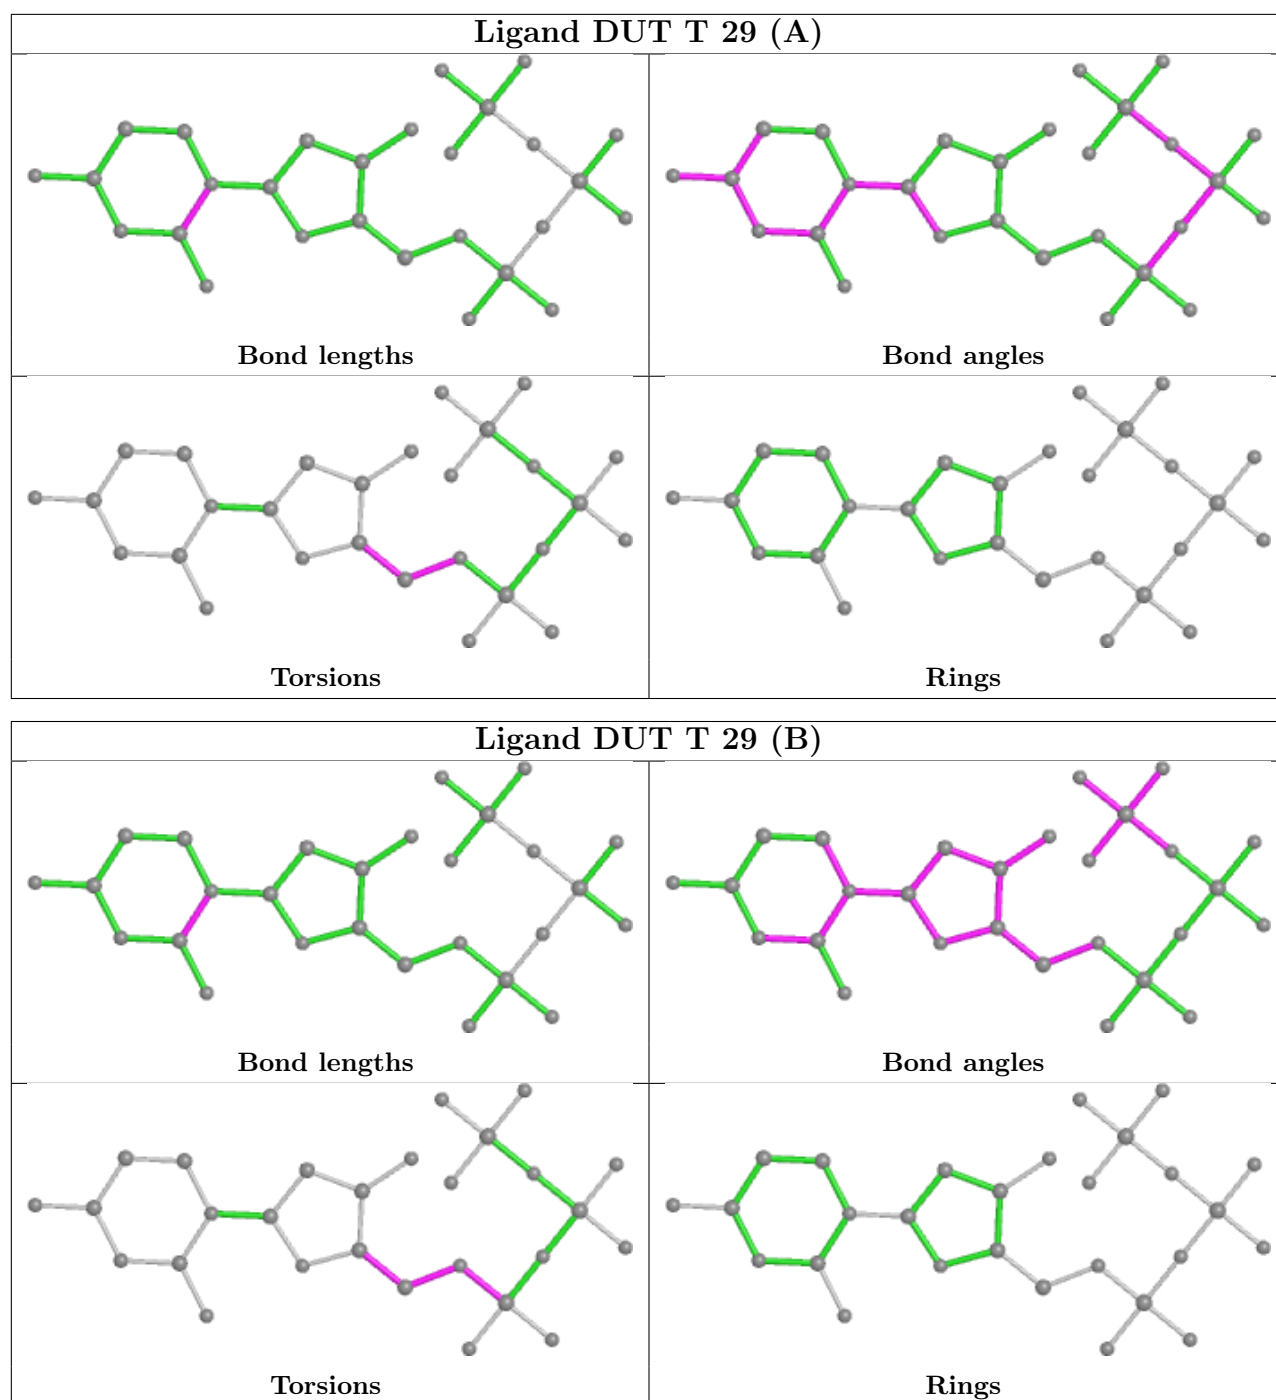 Ligand DUT T 29 (A)
Bond lengths
Bond angles
Torsions
Rings
Ligand DUT T 29 (B)
Bond lengths
Bond angles
Torsions
Rings